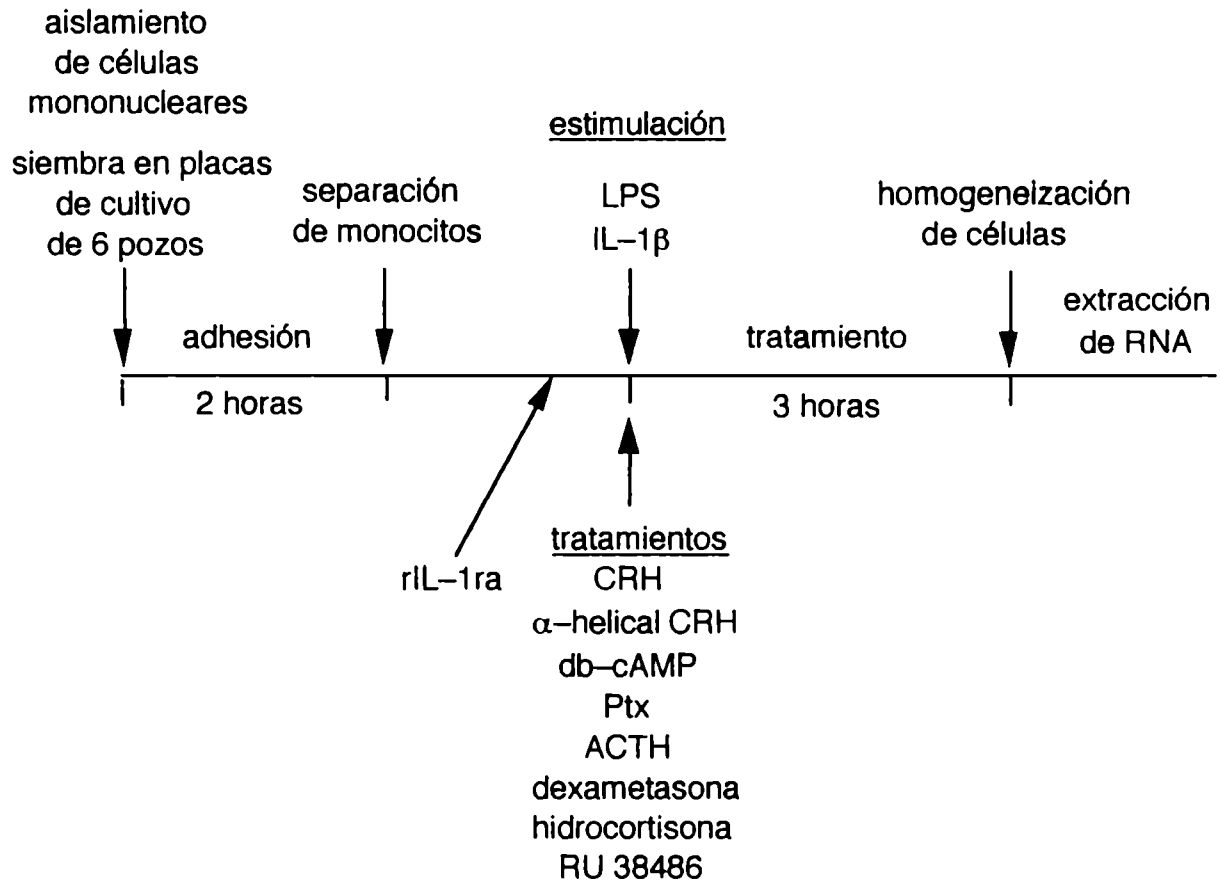 aislamiento
de células
mononucleares
siembra en placas
de cultivo
de 6 pozos
separación
de monocitos
estimulación
LPS
IL–1β
homogeneización
de células
extracción
de RNA
adhesión
tratamiento
2 horas
3 horas
rIL–1ra
tratamientos
CRH
α–helical CRH
db–cAMP
Ptx
ACTH
dexametasona
hidrocortisona
RU 38486